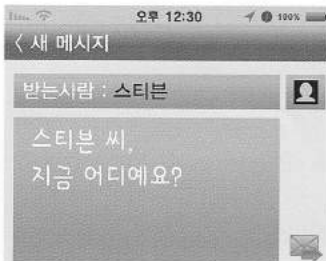 오후 12:30
100%
< 새 메시지
받는사람 : 스티븐
스티븐 씨,
지금 어디예요?